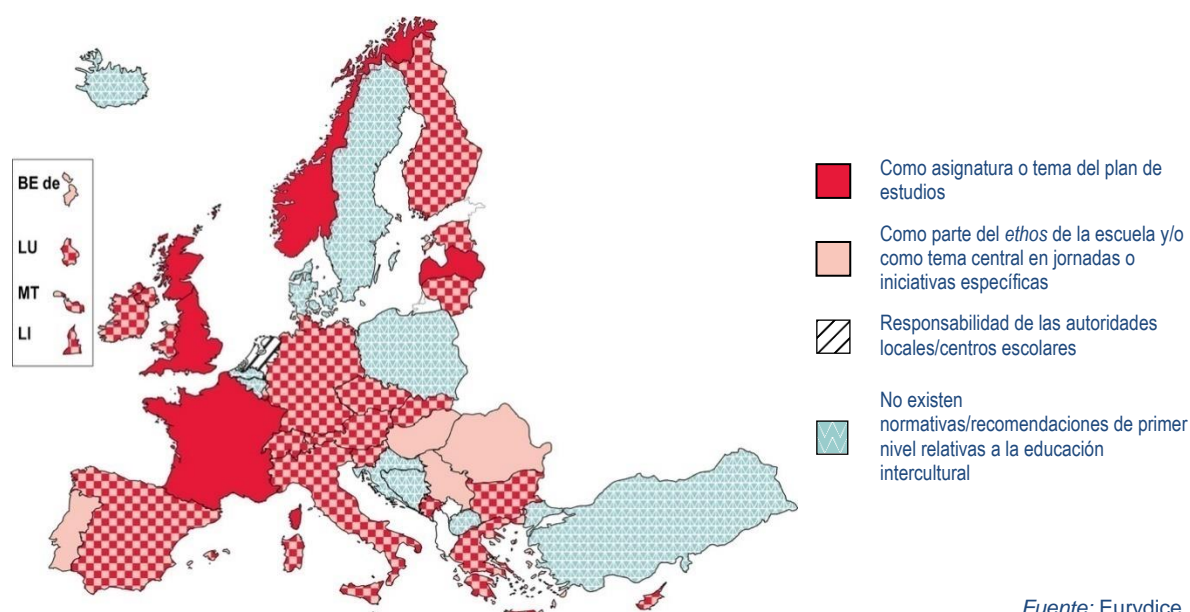 BE de
LU
MT
LI
Como asignatura o tema del plan de
estudios
Como parte del ethos de la escuela y/o
como tema central en jornadas o
iniciativas específicas
Responsabilidad de las autoridades
locales/centros escolares
No existen
normativas/recomendaciones de primer
nivel relativas a la educación
intercultural
Fuente: Eurydice